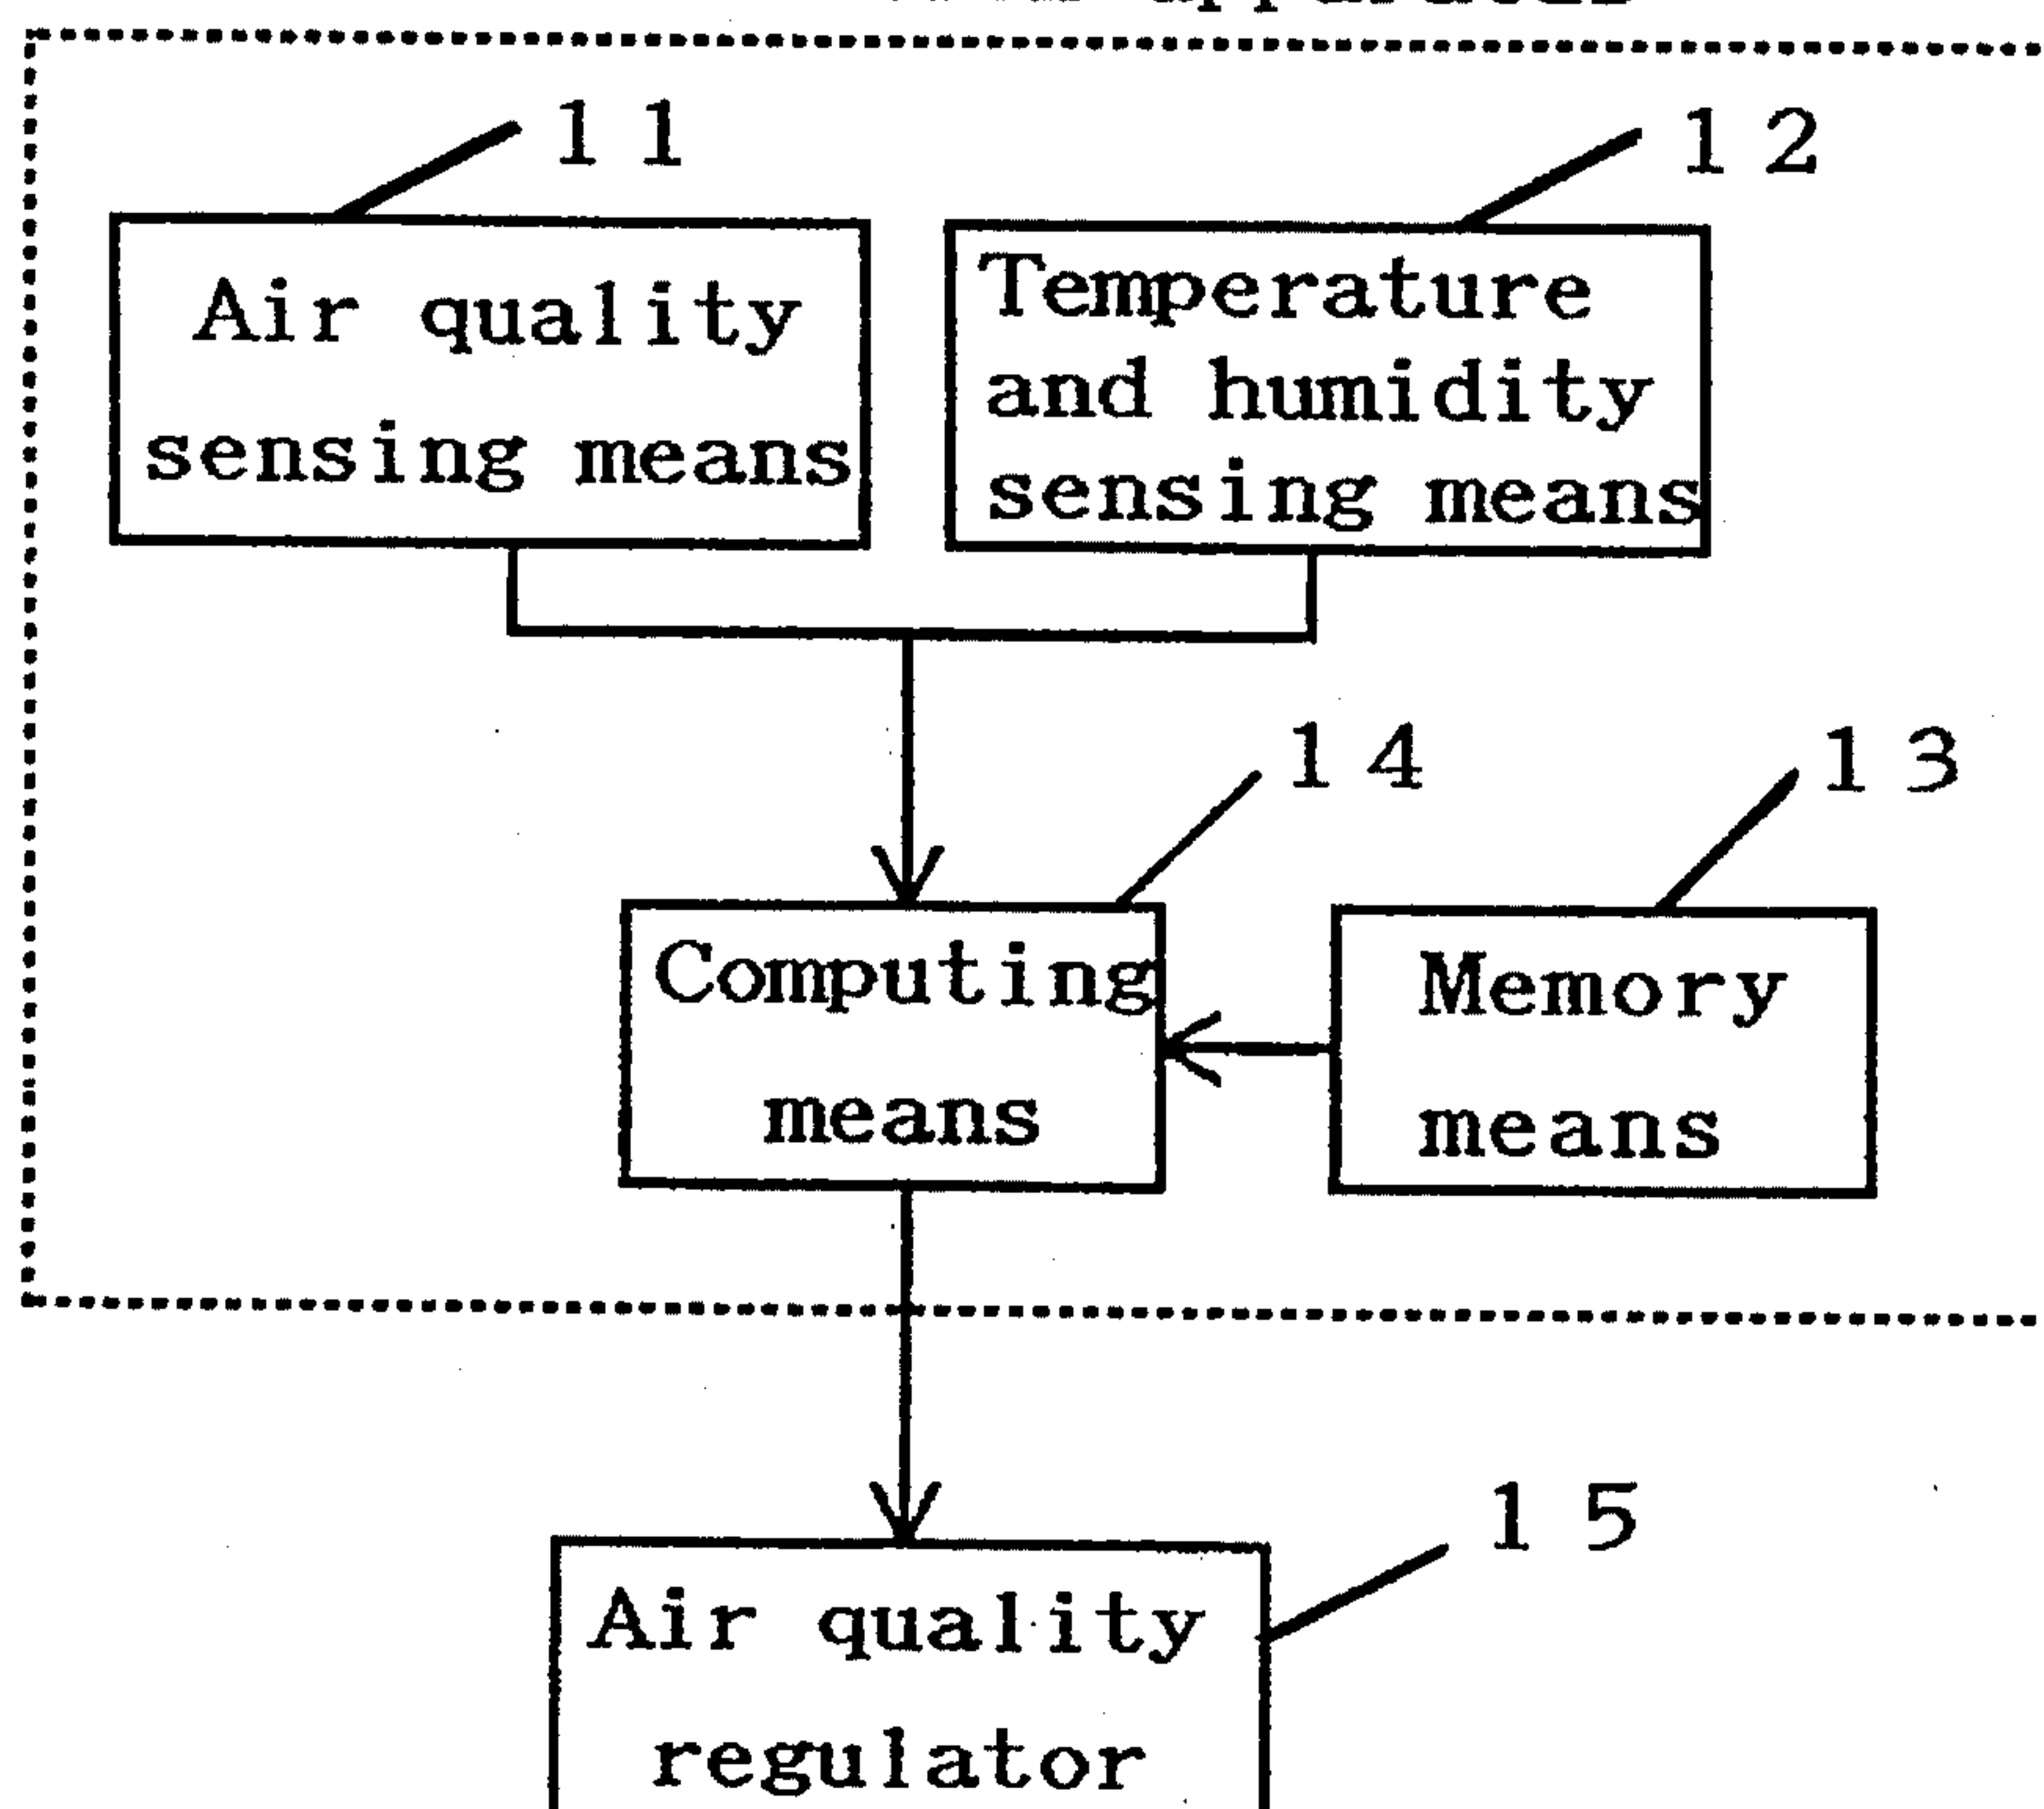 11
12
Air quality
sensing means
Temperature
and humidity
sensing means
14
13
Computing
means
Memory
means
15
Air quality
regulator